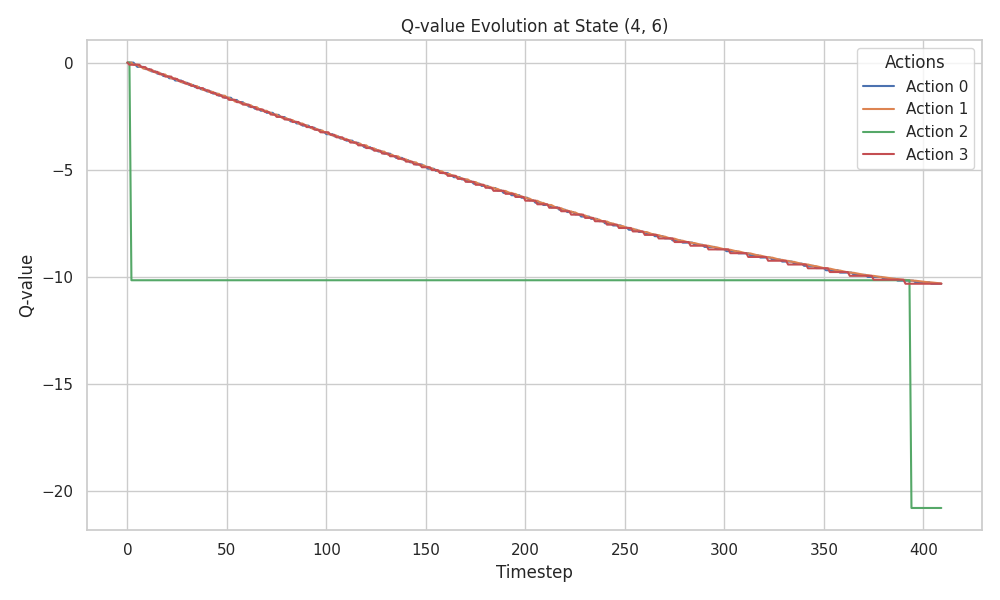 Q-value Evolution at State (4, 6)
Actions
Action 0
Action 1
Action 2
Action 3
Q-value
0
−5
−10
−15
−20
0 50 100 150 200 250 300 350 400
Timestep